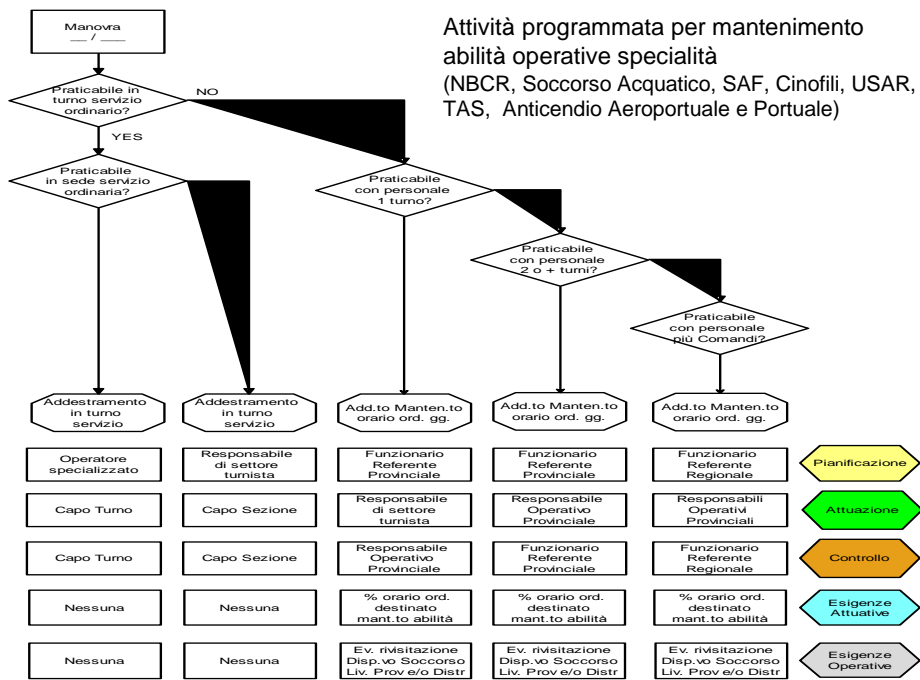 Attività programmata per mantenimento
abilità operative specialità
(NBCR, Soccorso Acquatico, SAF, Cinofili, USAR,
TAS, Anticendio Aeroportuale e Portuale)
Manovra
__ / ___
Praticabile in
turno servizio
ordinario?
NO
YES
Praticabile
in sede servizio
ordinaria?
Praticabile
con personale
1 turno?
Praticabile
con personale
2 o + turni?
Praticabile
con personale
più Comandi?
Addestramento
in turno
servizio
Addestramento
in turno
servizio
Add.to Manten.to
orario ord. gg.
Add.to Manten.to
orario ord. gg.
Add.to Manten.to
orario ord. gg.
Operatore
specializzato
Responsabile
di settore
turnista
Funzionario
Referente
Provinciale
Funzionario
Referente
Provinciale
Funzionario
Referente
Regionale
Pianificazione
Capo Turno
Capo Sezione
Responsabile
di settore
turnista
Responsabile
Operativo
Provinciale
Responsabili
Operativi
Provinciali
Attuazione
Capo Turno
Capo Sezione
Responsabile
Operativo
Provinciale
Funzionario
Referente
Provinciale
Funzionario
Referente
Regionale
Controllo
Nessuna
Nessuna
% orario ord.
destinato
mant.to abilità
% orario ord.
destinato
mant.to abilità
% orario ord.
destinato
mant.to abilità
Esigenze
Attuative
Nessuna
Nessuna
Ev. rivisitazione
Disp.vo Soccorso
Liv. Prov e/o Distr
Ev. rivisitazione
Disp.vo Soccorso
Liv. Prov e/o Distr
Ev. rivisitazione
Disp.vo Soccorso
Liv. Prov e/o Distr
Esigenze
Operative